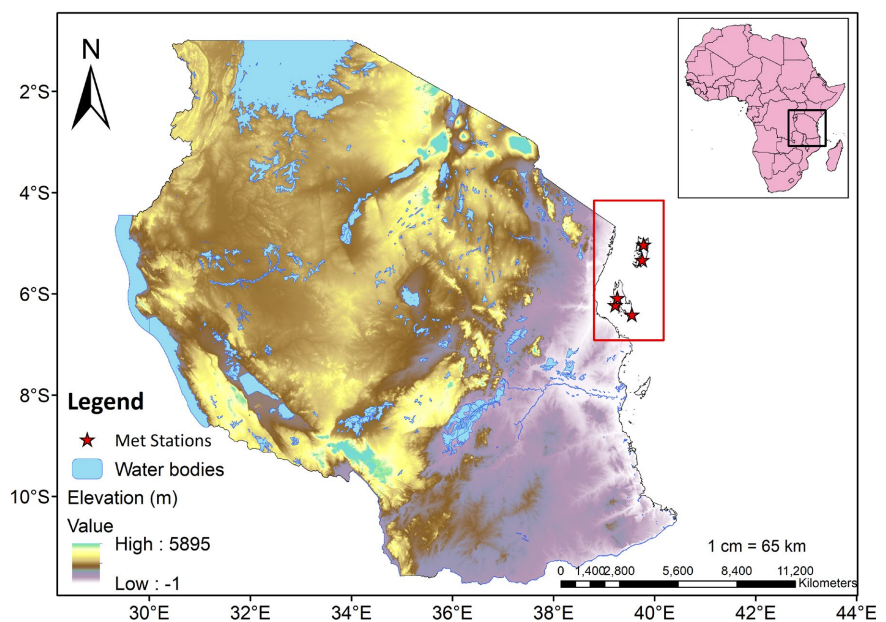 N
2°S
4°S
6°S
8°S
10°S
Legend
Met Stations
Water bodies
Elevation (m)
Value
High : 5895
Low : -1
1 cm = 65 km
0 1,400 2,800 5,600 8,400 11,200
Kilometers
30°E 32°E 34°E 36°E 38°E 40°E 42°E 44°E